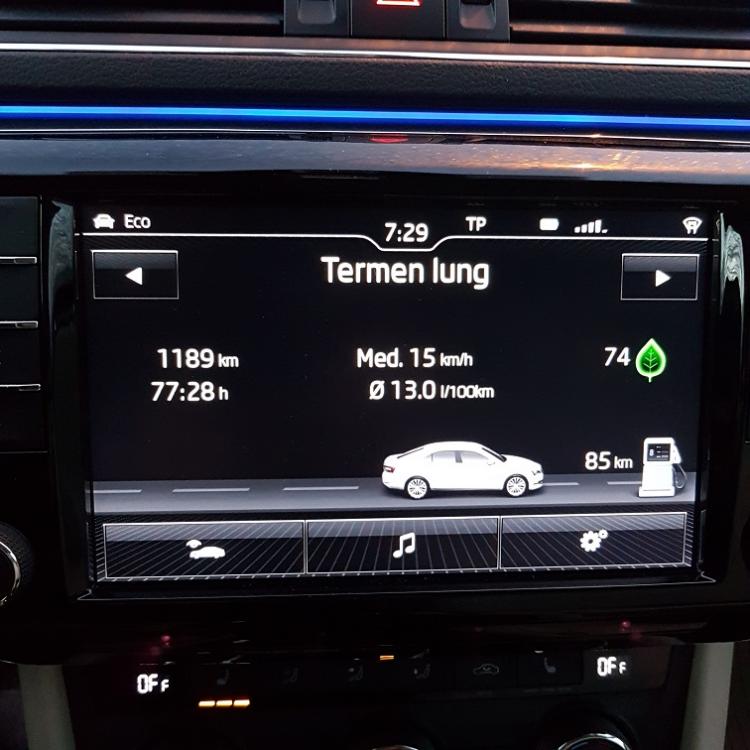 Eco
7:29
TP
Termen lung
1189 km
Med. 15 km/h
74
77:28 h
Ø 13.0 l/100km
85 km
OFF
OFF